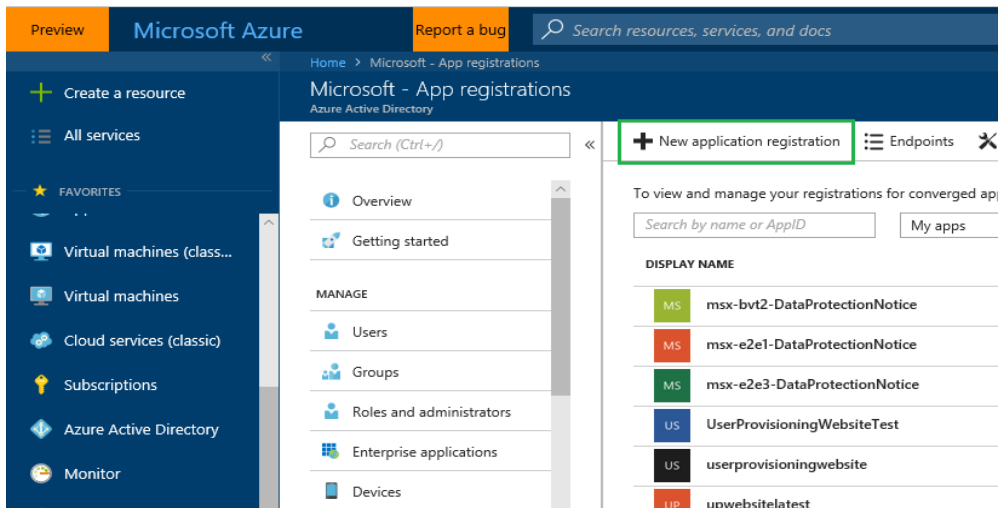 Preview
Microsoft Azure
Report a bug
Search resources, services, and docs
«
Home > Microsoft - App registrations
Microsoft - App registrations
Azure Active Directory
Create a resource
All services
FAVORITES
Virtual machines (class...
Virtual machines
Cloud services (classic)
Subscriptions
Azure Active Directory
Monitor
Search (Ctrl+/)
«
Overview
Getting started
MANAGE
Users
Groups
Roles and administrators
Enterprise applications
Devices
New application registration
Endpoints
To view and manage your registrations for converged ap
Search by name or AppID
My apps
DISPLAY NAME
MS msx-bvt2-DataProtectionNotice
MS msx-e2e1-DataProtectionNotice
MS msx-e2e3-DataProtectionNotice
US UserProvisioningWebsiteTest
US userprovisioningwebsite
UP upwebsitelatest